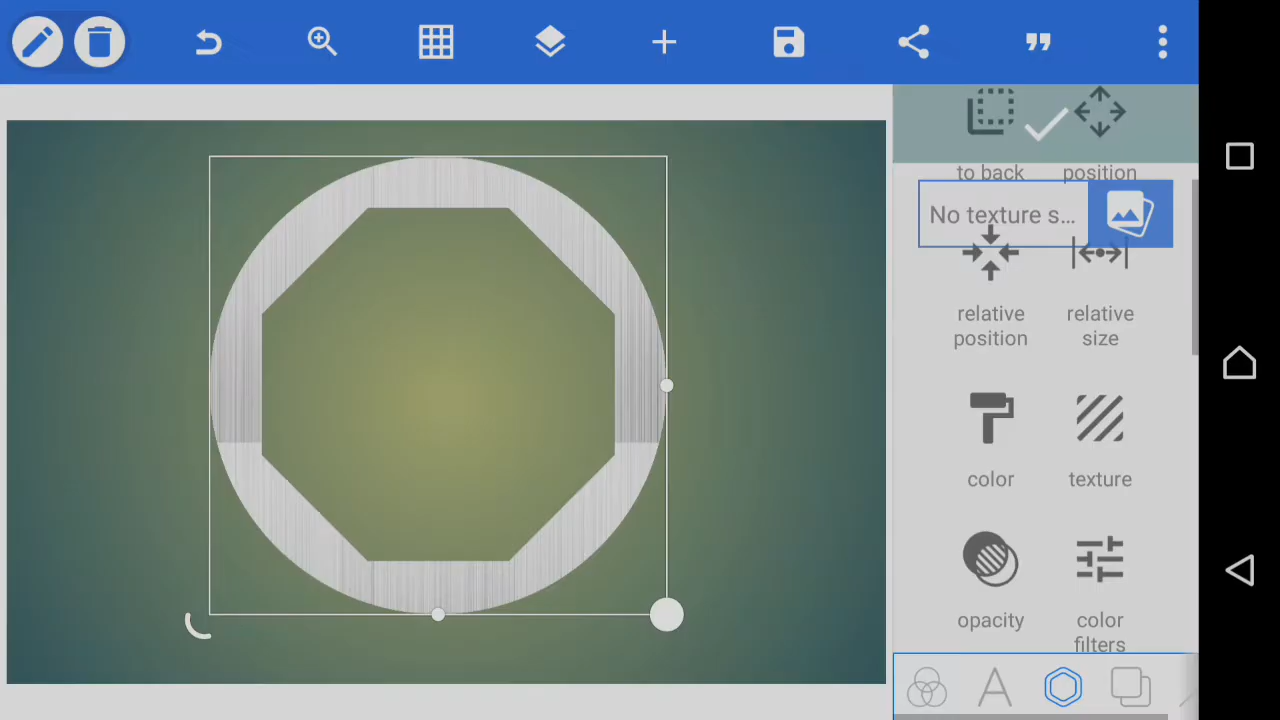 to back
position
No texture s...
relative
position
relative
size
color
texture
opacity
color
filters